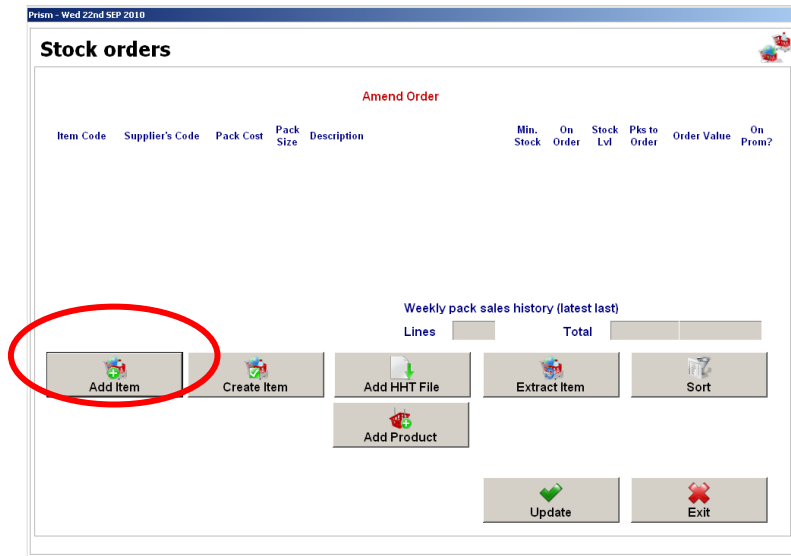 Prism - Wed 22nd SEP 2010
Stock orders
Amend Order
Item Code Supplier's Code Pack Cost Pack Size Description Min. Stock On Order Stock Lvl Pks to Order Order Value On Prom?
Weekly pack sales history (latest last)
Lines Total
Add Item Create Item Add HHT File Extract Item Sort
Add Product
Update Exit